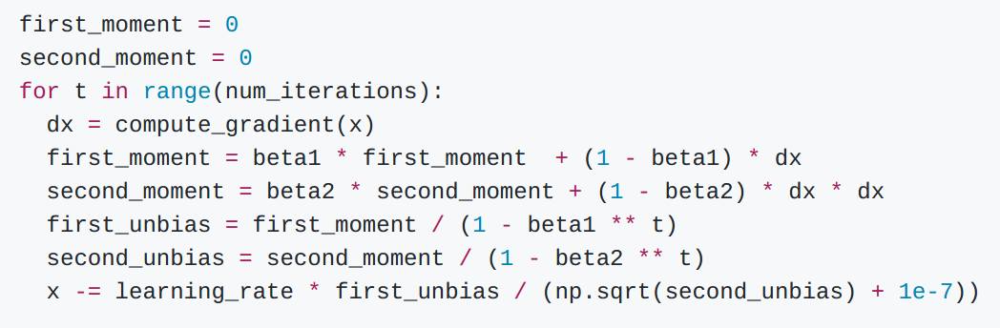 first_moment = 0
second_moment = 0
for t in range(num_iterations):
  dx = compute_gradient(x)
  first_moment = beta1 * first_moment  + (1 - beta1) * dx
  second_moment = beta2 * second_moment + (1 - beta2) * dx * dx
  first_unbias = first_moment / (1 - beta1 ** t)
  second_unbias = second_moment / (1 - beta2 ** t)
  x -= learning_rate * first_unbias / (np.sqrt(second_unbias) + 1e-7))